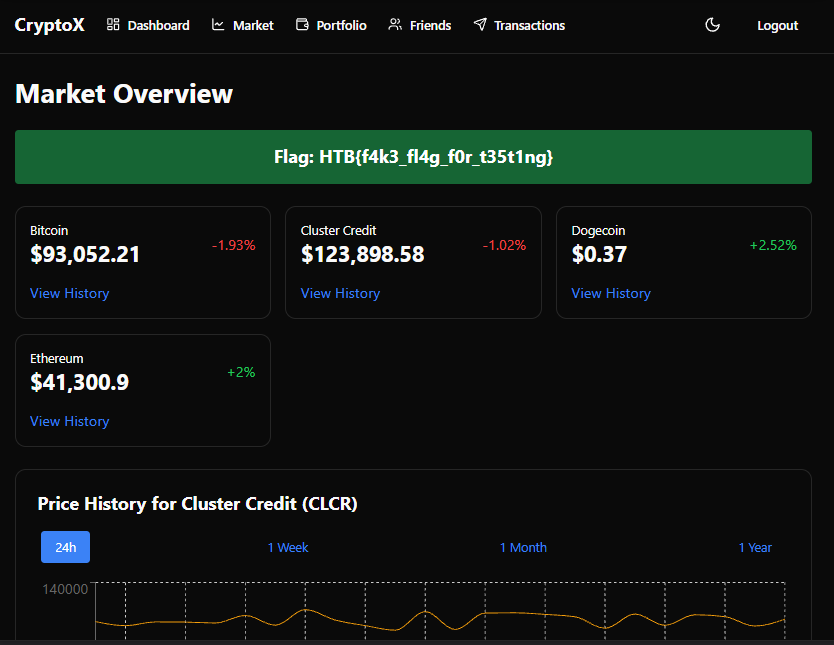 CryptoX Dashboard Market Portfolio Friends Transactions Logout
Market Overview
Flag: HTB{f4k3_fl4g_f0r_t35t1ng}
Bitcoin
$93,052.21
-1.93%
View History
Cluster Credit
$123,898.58
-1.02%
View History
Dogecoin
$0.37
+2.52%
View History
Ethereum
$41,300.9
+2%
View History
Price History for Cluster Credit (CLCR)
24h 1 Week 1 Month 1 Year
140000